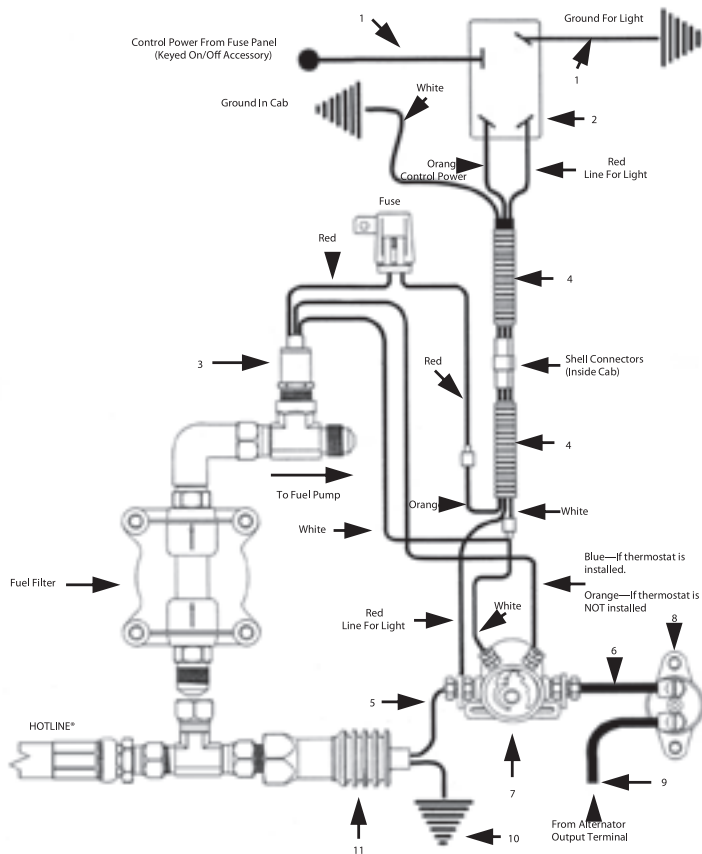 1
Ground For Light
Control Power From Fuse Panel
(Keyed On/Off Accessory)
1
White
Ground In Cab
2
Orang
Control Power
Red
Line For Light
Fuse
Red
4
3
Shell Connectors
(Inside Cab)
Red
4
To Fuel Pump
Orang
White
White
Blue—If thermostat is
installed.
Fuel Filter
Orange—If thermostat is
NOT installed
8
Red
Line For Light
White
6
5
HOTLINE®
7
9
From Alternator
Output Terminal
10
11